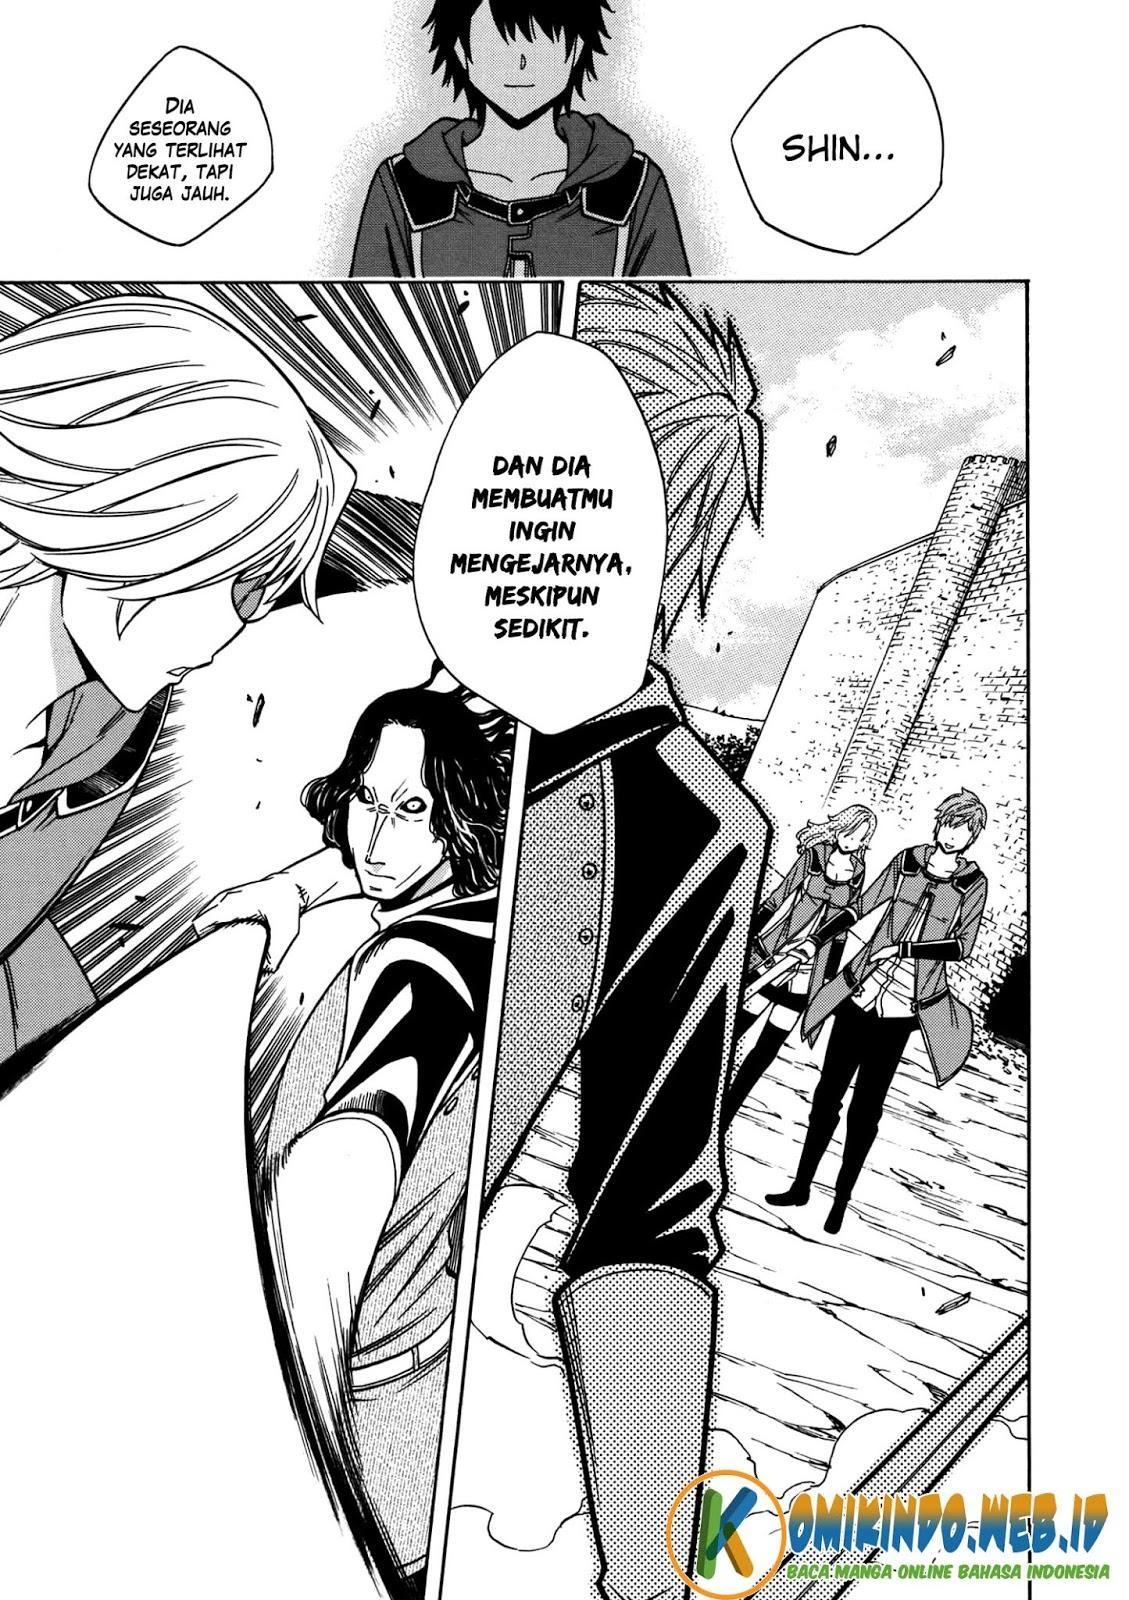 SHIN...
DIA
SESEORANG
YANG TERLIHAT
DEKAT, TAPI
JUGA JAUH.
DAN DIA
MEMBUATMU
INGIN
MENGEJARNYA,
MESKIPUN
SEDIKIT.
KOMIKINDO.WEB.ID
BACA MANGA ONLINE BAHASA INDONESIA